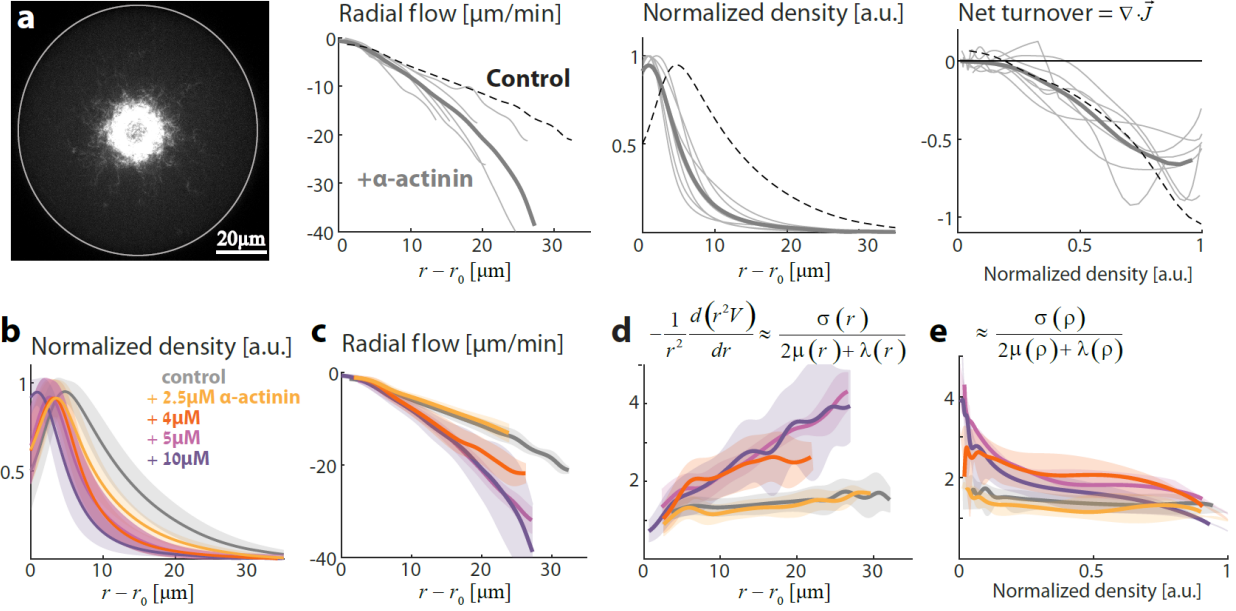 a
20μm
Radial flow [μm/min]
0
-10
-20
-30
-40
Control
+α-actinin
0
10
20
30
r – r0 [μm]
Normalized density [a.u.]
1
0.5
0
10
20
30
r – r0 [μm]
Net turnover = ∇·J⃗
0
-0.5
-1
0
0.5
1
Normalized density [a.u.]
b
Normalized density [a.u.]
control
+ 2.5μM α-actinin
+ 4μM
+ 5μM
+ 10μM
1
0.5
0
10
20
30
r – r0 [μm]
c
Radial flow [μm/min]
0
-20
-40
0
10
20
30
r – r0 [μm]
d
−1/r² d(r²V)/dr ≈ σ(r)/2μ(r)+λ(r)
4
2
0
10
20
30
r – r0 [μm]
e
≈ σ(ρ)/2μ(ρ)+λ(ρ)
4
2
0
0.5
1
Normalized density [a.u.]